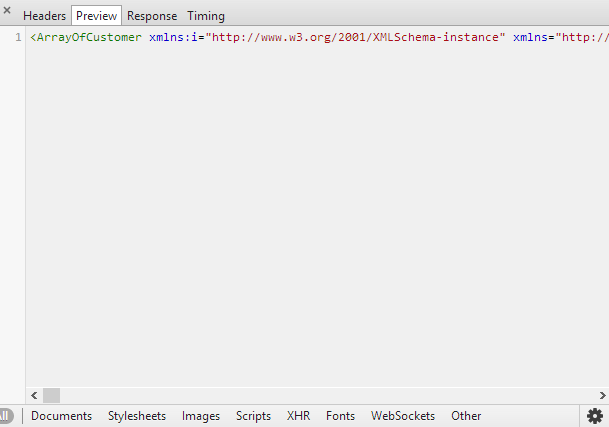 × Headers Preview Response Timing
1 <ArrayOfCustomer xmlns:i="http://www.w3.org/2001/XMLSchema-instance" xmlns="http://
Documents Stylesheets Images Scripts XHR Fonts WebSockets Other